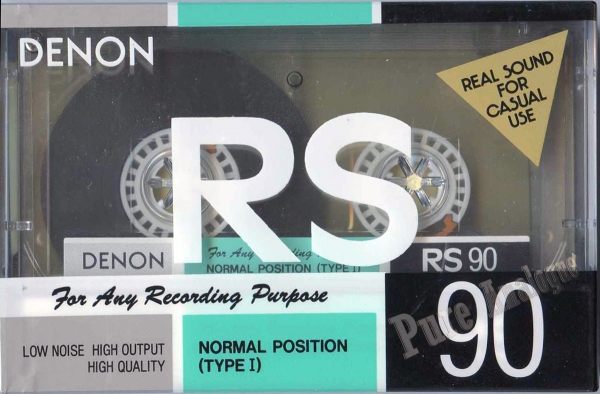 DENON
REAL SOUND
FOR
CASUAL
USE
RS
DENON
For Any Recording
NORMAL POSITION (TYPE I)
RS 90
For Any Recording Purpose
90
Pure Analogue
LOW NOISE HIGH OUTPUT
HIGH QUALITY
NORMAL POSITION
(TYPE I)